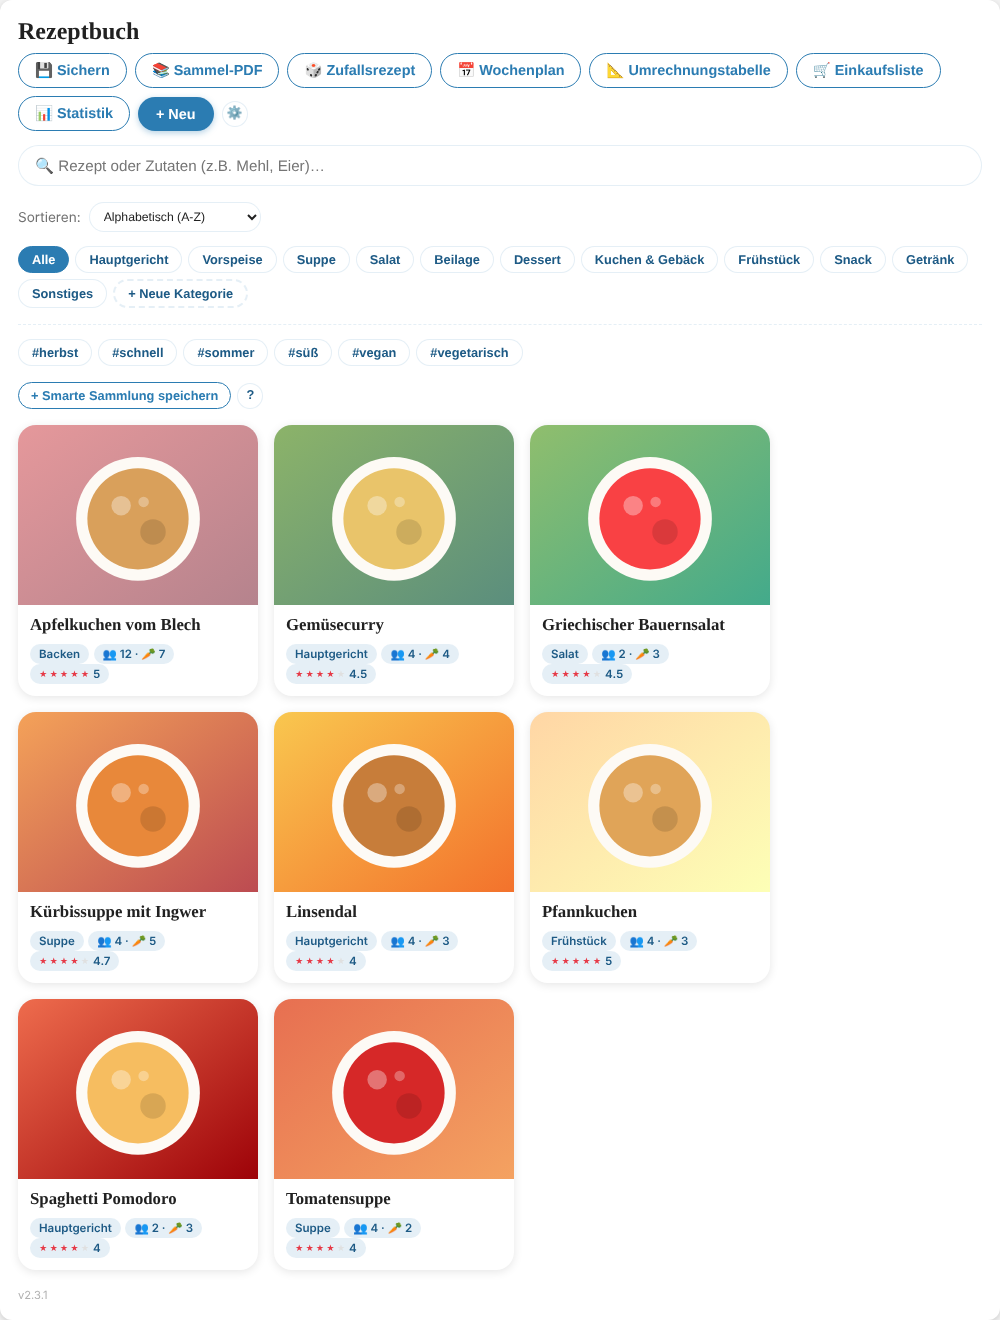 Rezeptbuch
💾 Sichern 📚 Sammel-PDF 🎲 Zufallsrezept 📅 Wochenplan 📐 Umrechnungstabelle 🛒 Einkaufsliste
📊 Statistik + Neu ⚙️
🔍 Rezept oder Zutaten (z.B. Mehl, Eier)…
Sortieren: Alphabetisch (A-Z)
Alle Hauptgericht Vorspeise Suppe Salat Beilage Dessert Kuchen & Gebäck Frühstück Snack Getränk
Sonstiges + Neue Kategorie
#herbst #schnell #sommer #süß #vegan #vegetarisch
+ Smarte Sammlung speichern ?
Apfelkuchen vom Blech
Backen 👥 12 · 🥕 7
★★★★★ 5
Gemüsecurry
Hauptgericht 👥 4 · 🥕 4
★★★★★ 4.5
Griechischer Bauernsalat
Salat 👥 2 · 🥕 3
★★★★★ 4.5
Kürbissuppe mit Ingwer
Suppe 👥 4 · 🥕 5
★★★★★ 4.7
Linsendal
Hauptgericht 👥 4 · 🥕 3
★★★★★ 4
Pfannkuchen
Frühstück 👥 4 · 🥕 3
★★★★★ 5
Spaghetti Pomodoro
Hauptgericht 👥 2 · 🥕 3
★★★★★ 4
Tomatensuppe
Suppe 👥 4 · 🥕 2
★★★★★ 4
v2.3.1